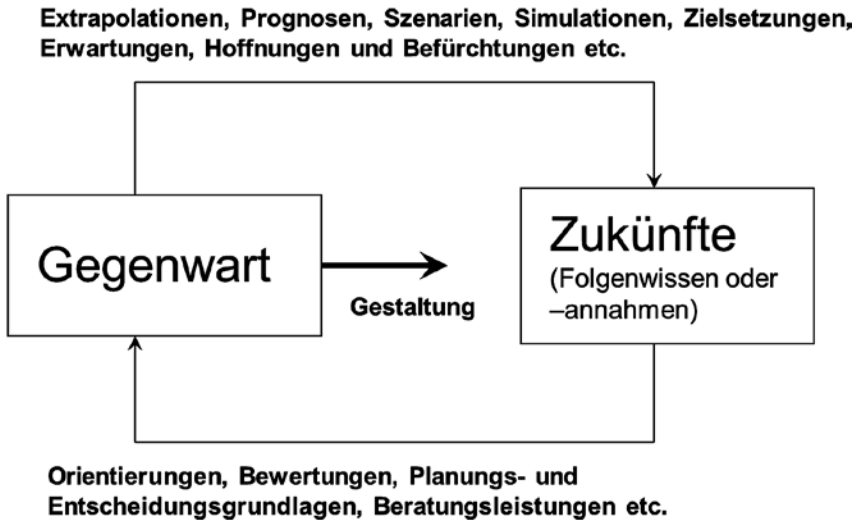 Extrapolationen, Prognosen, Szenarien, Simulationen, Zielsetzungen,
Erwartungen, Hoffnungen und Befürchtungen etc.
Gegenwart
Gestaltung
Zukünfte
(Folgenwissen oder
–annahmen)
Orientierungen, Bewertungen, Planungs- und
Entscheidungsgrundlagen, Beratungsleistungen etc.